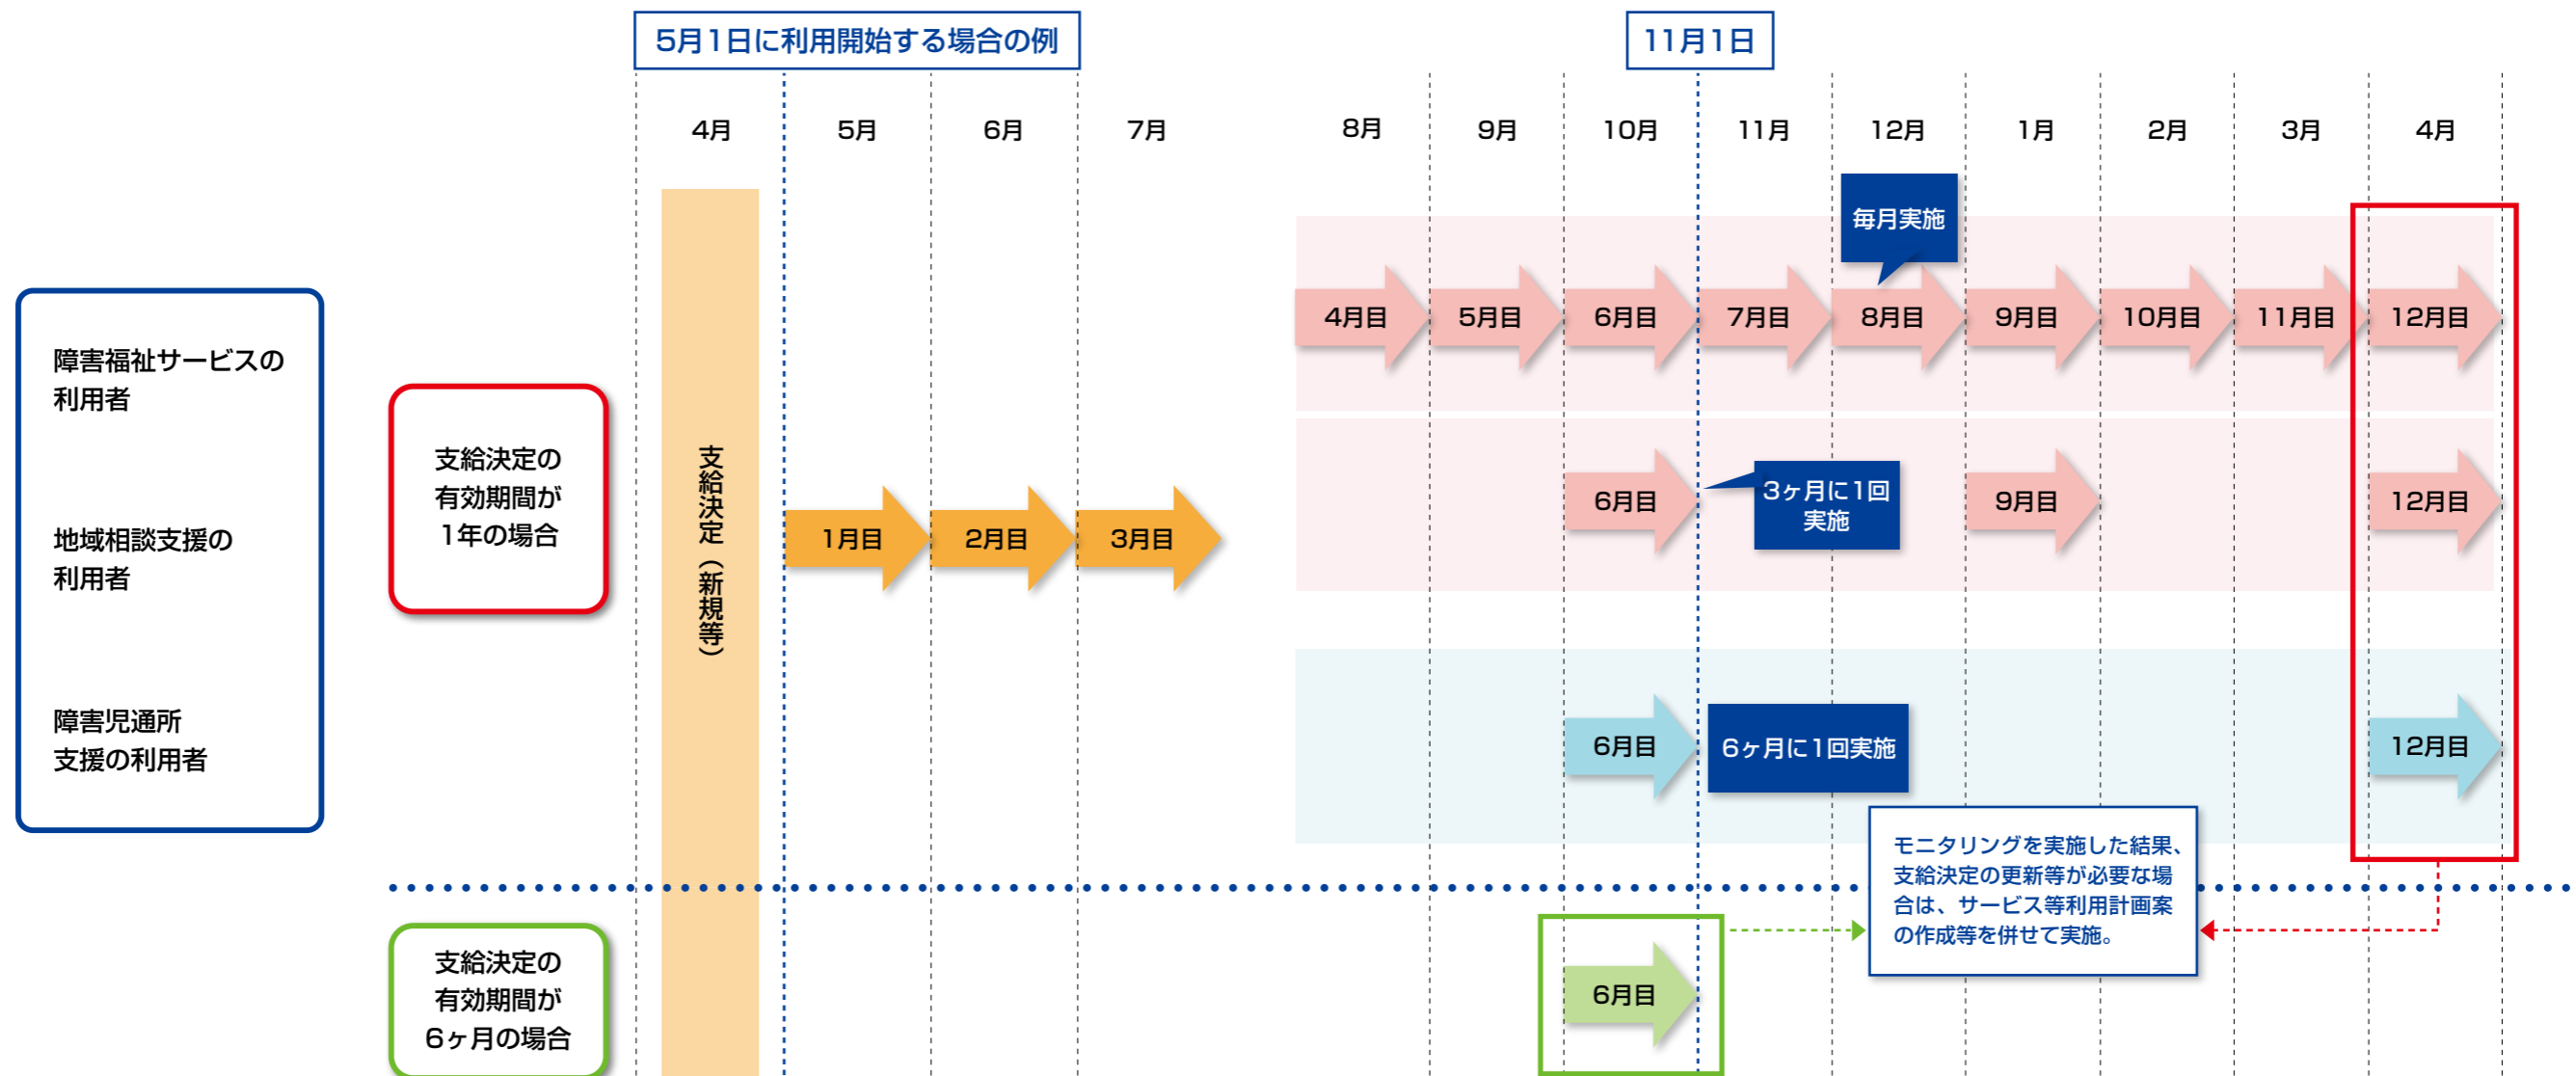 5月1日に利用開始する場合の例
11月1日
4月
5月
6月
7月
8月
9月
10月
11月
12月
1月
2月
3月
4月
毎月実施
4月目
5月目
6月目
7月目
8月目
9月目
10月目
11月目
12月目
障害福祉サービスの
利用者
地域相談支援の
利用者
障害児通所
支援の利用者
支給決定の
有効期間が
1年の場合
支給決定（新規等）
1月目
2月目
3月目
6月目
3ヶ月に1回
実施
9月目
12月目
6月目
6ヶ月に1回実施
12月目
モニタリングを実施した結果、
支給決定の更新等が必要な場
合は、サービス等利用計画案
の作成等を併せて実施。
支給決定の
有効期間が
6ヶ月の場合
6月目